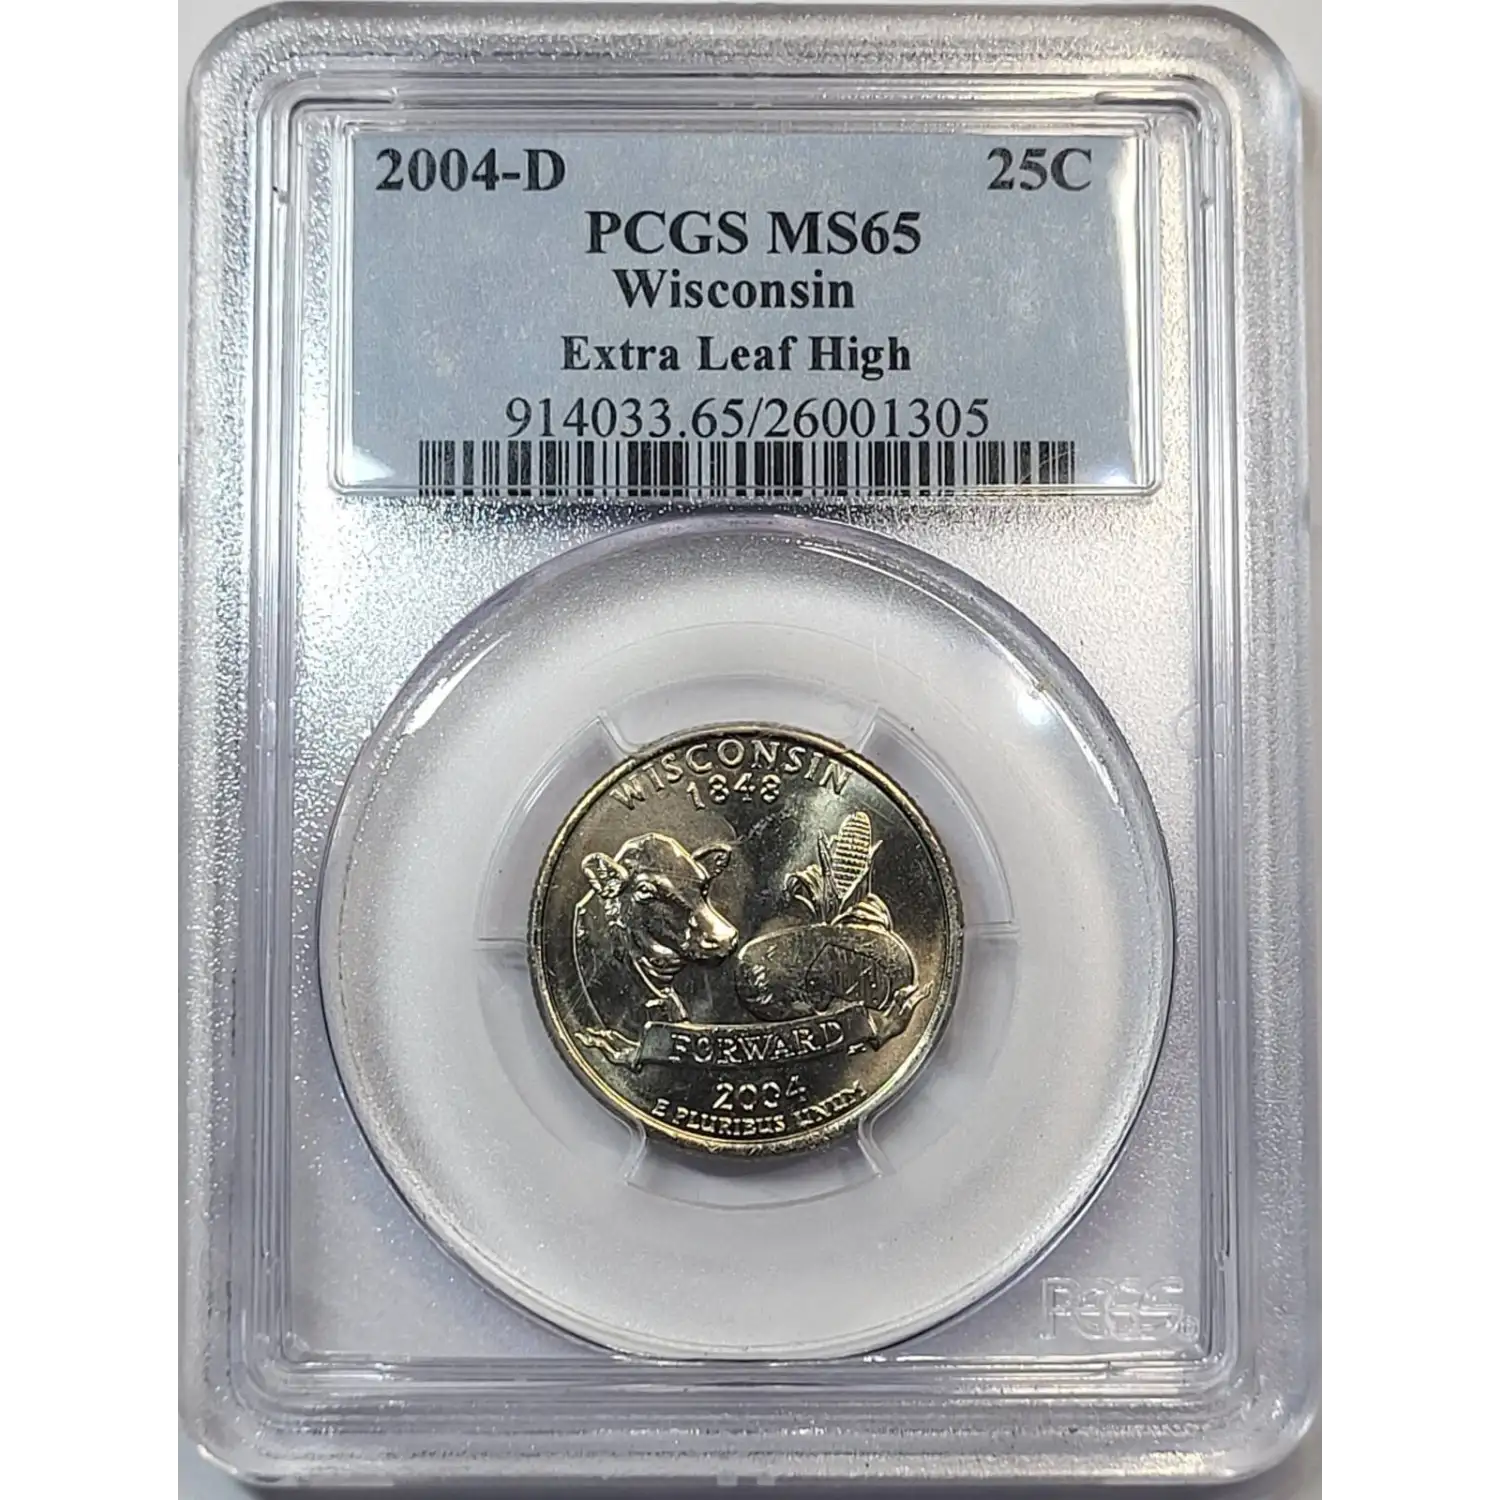 2004-D 25C
PCGS MS65
Wisconsin
Extra Leaf High
914033.65/26001305
WISCONSIN
1848
FORWARD
2004
E PLURIBUS UNUM
PCGS